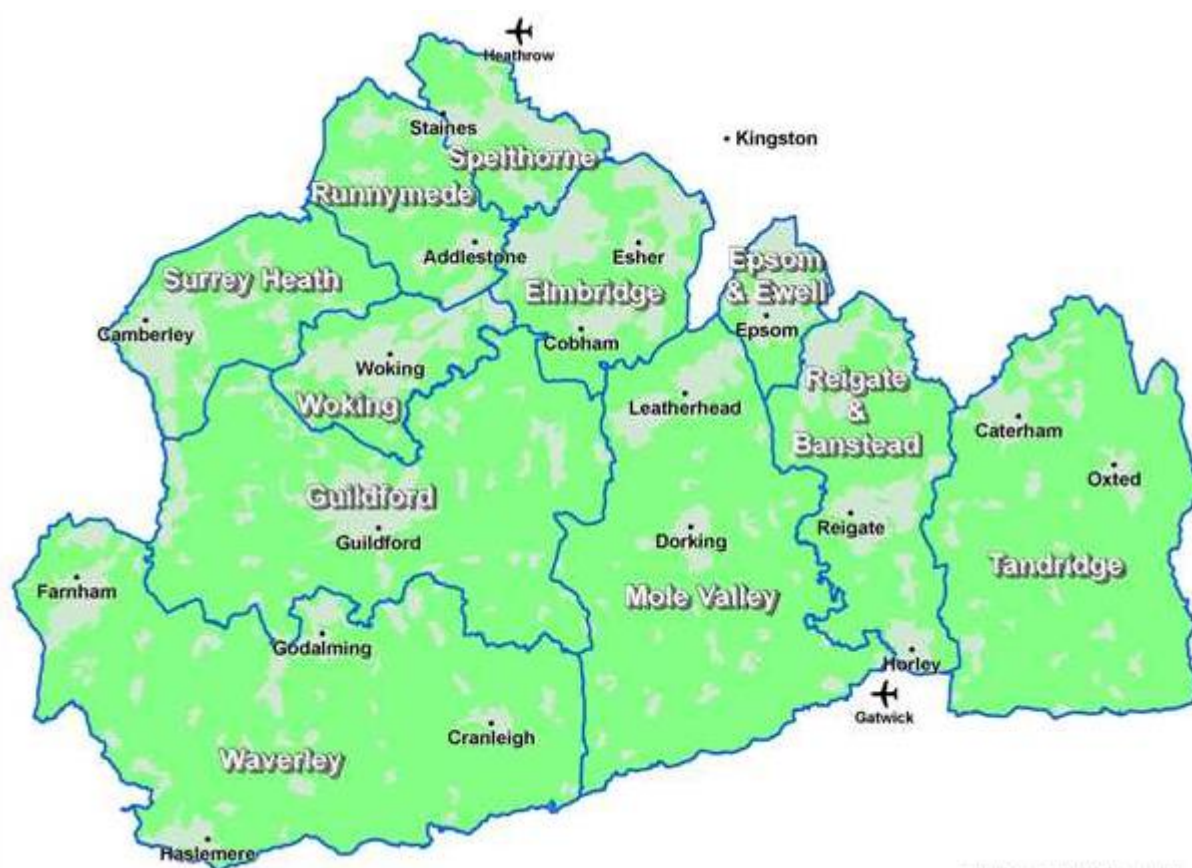 Heathrow
Staines
Kingston
Spelthorne
Runnymede
Addlestone
Esher
Epsom
& Ewell
Surrey Heath
Elmbridge
Camberley
Epsom
Cobham
Woking
Reigate
&
Banstead
Woking
Leatherhead
Caterham
Oxted
Guildford
Guildford
Dorking
Reigate
Tandridge
Farnham
Mole Valley
Godalming
Horley
Gatwick
Cranleigh
Waverley
Haslemere